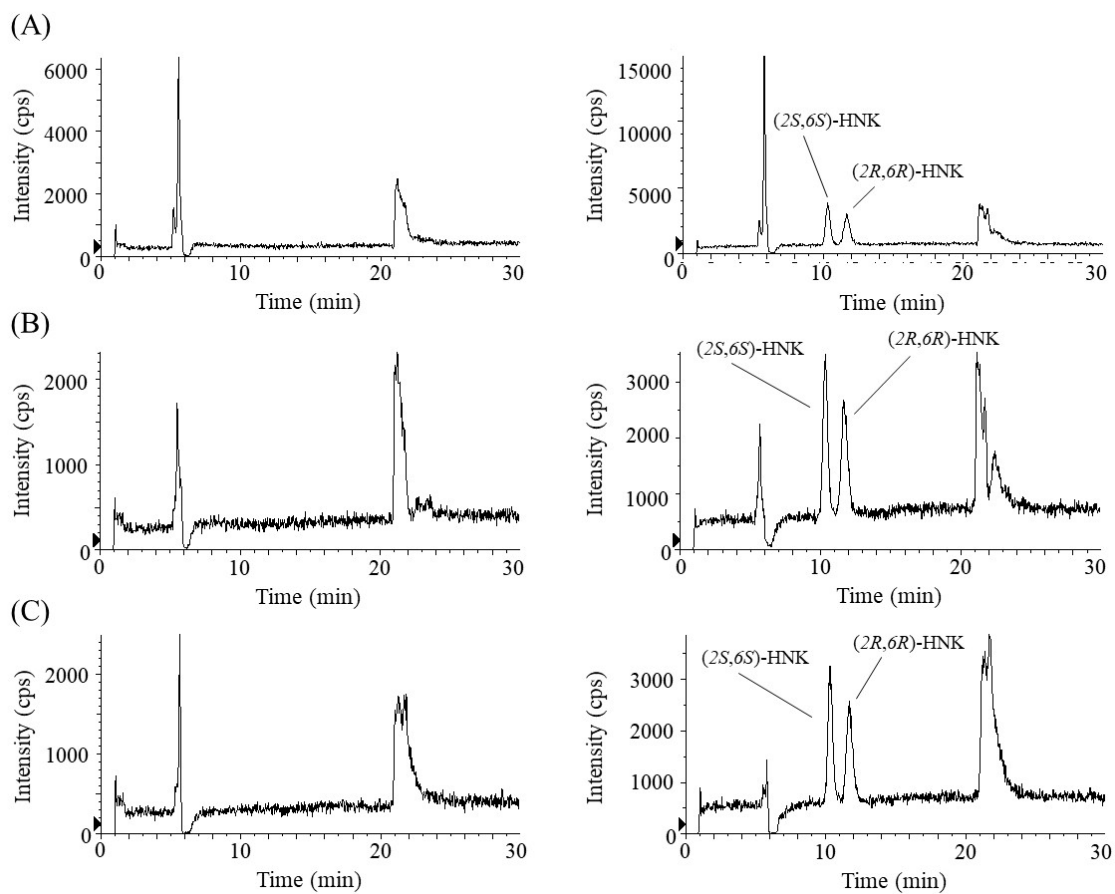 (A)
Intensity (cps)
6000
4000
2000
0
0 10 20 30
Time (min)
Intensity (cps)
15000
10000
5000
0
(2S,6S)-HNK
(2R,6R)-HNK
0 10 20 30
Time (min)
(B)
Intensity (cps)
2000
1000
0
0 10 20 30
Time (min)
Intensity (cps)
3000
2000
1000
0
(2S,6S)-HNK
(2R,6R)-HNK
0 10 20 30
Time (min)
(C)
Intensity (cps)
2000
1000
0
0 10 20 30
Time (min)
Intensity (cps)
3000
2000
1000
0
(2S,6S)-HNK
(2R,6R)-HNK
0 10 20 30
Time (min)